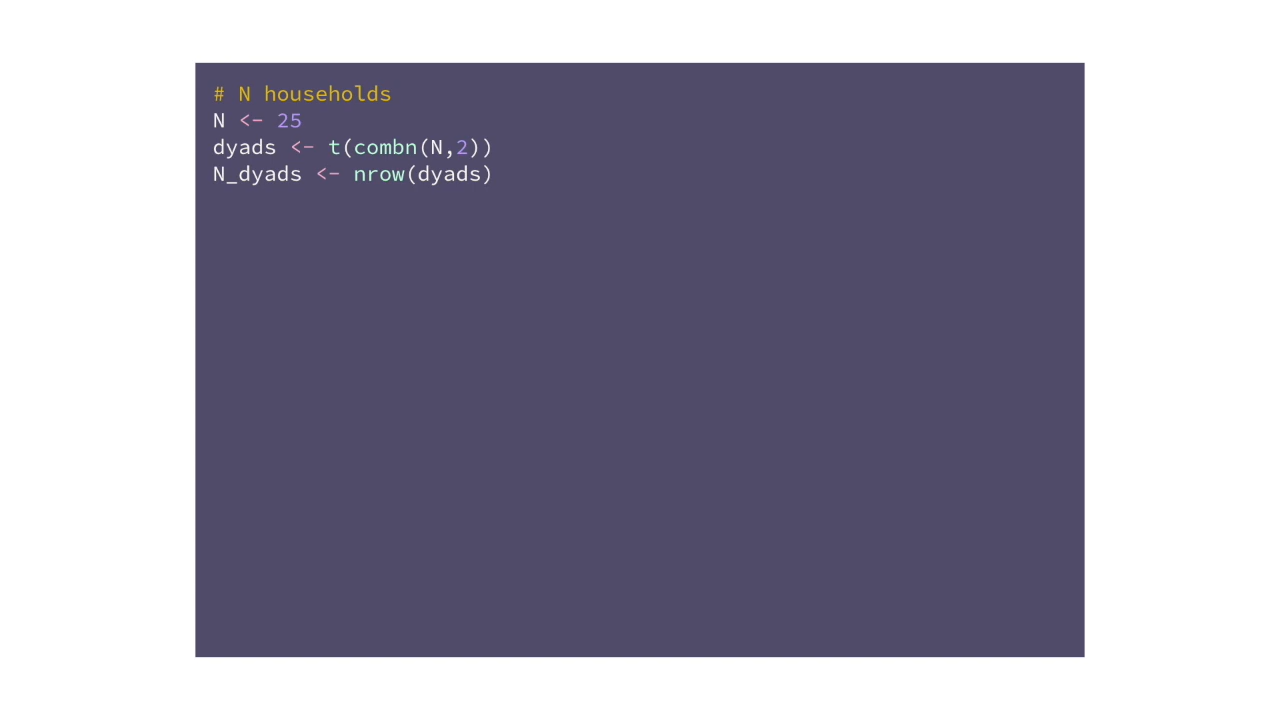 # N households
N <- 25
dyads <- t(combn(N,2))
N_dyads <- nrow(dyads)